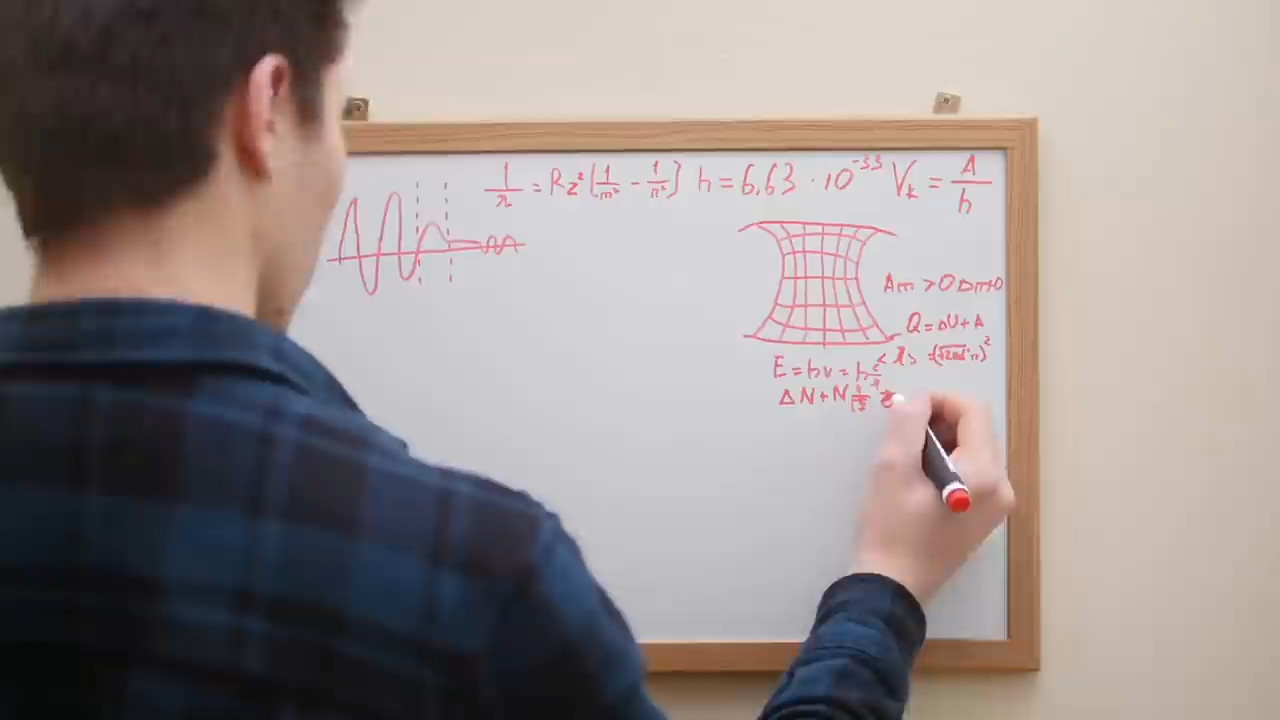 1/λ = Rz²(1/m² - 1/n²) h = 6,63 · 10⁻³³ Vₖ = A/h
Am > 0 Δm+0
Q = ΔU + A
E = hν = h c/λ
ΔN + N